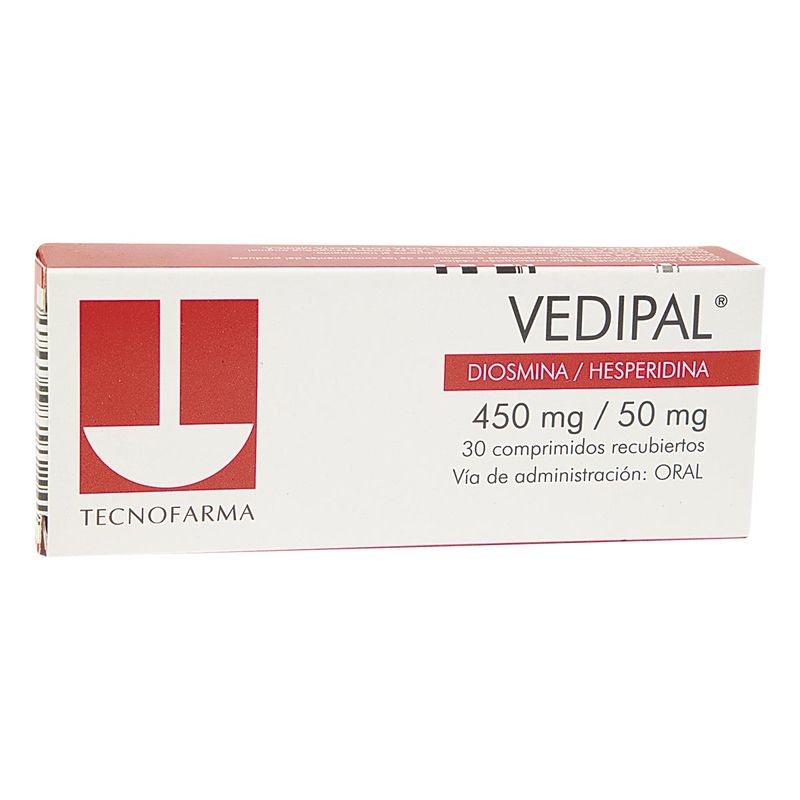 VEDIPAL®
DIOSMINA / HESPERIDINA
450 mg / 50 mg
30 comprimidos recubiertos
Vía de administración: ORAL
TECNOFARMA